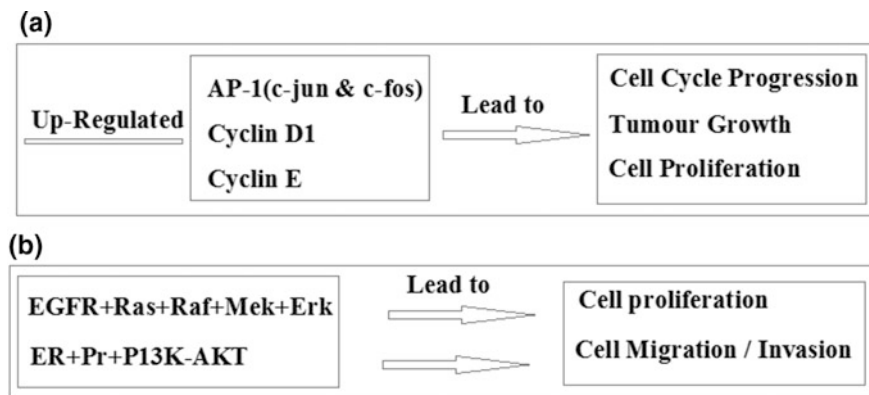 (a)
Up-Regulated
AP-1(c-jun & c-fos)
Cyclin D1
Cyclin E
Lead to
Cell Cycle Progression
Tumour Growth
Cell Proliferation
(b)
EGFR+Ras+Raf+Mek+Erk
ER+Pr+P13K-AKT
Lead to
Cell proliferation
Cell Migration / Invasion